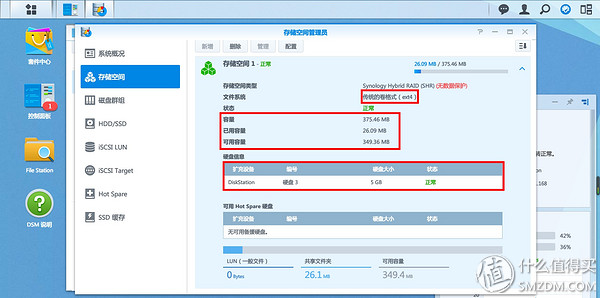 存储空间管理员
系统概况
存储空间
磁盘群组
HDD/SSD
iSCSI LUN
iSCSI Target
Hot Spare
SSD 缓存
新增 删除 管理 配置
存储空间 1 - 正常
26.09 MB / 375.46 MB
存储空间类型 Synology Hybrid RAID (SHR) (无数据保护)
文件系统 传统的卷格式（ext4）
状态 正常
容量 375.46 MB
已用容量 26.09 MB
可用容量 349.36 MB
硬盘信息
扩充设备 编号 硬盘大小 状态
DiskStation 硬盘 3 5 GB 正常
可用 Hot Spare 硬盘
扩充设备 编号 硬盘大小 状态
无可用备援硬盘。
LUN（一般文件） 共享文件夹 可用容量
0 Bytes 26.1 MB 349.4 MB
套件中心
控制面板
1
File Station
DSM 说明
转正常。
.168
42%
36%
值 什么值得买
SMZDM.COM